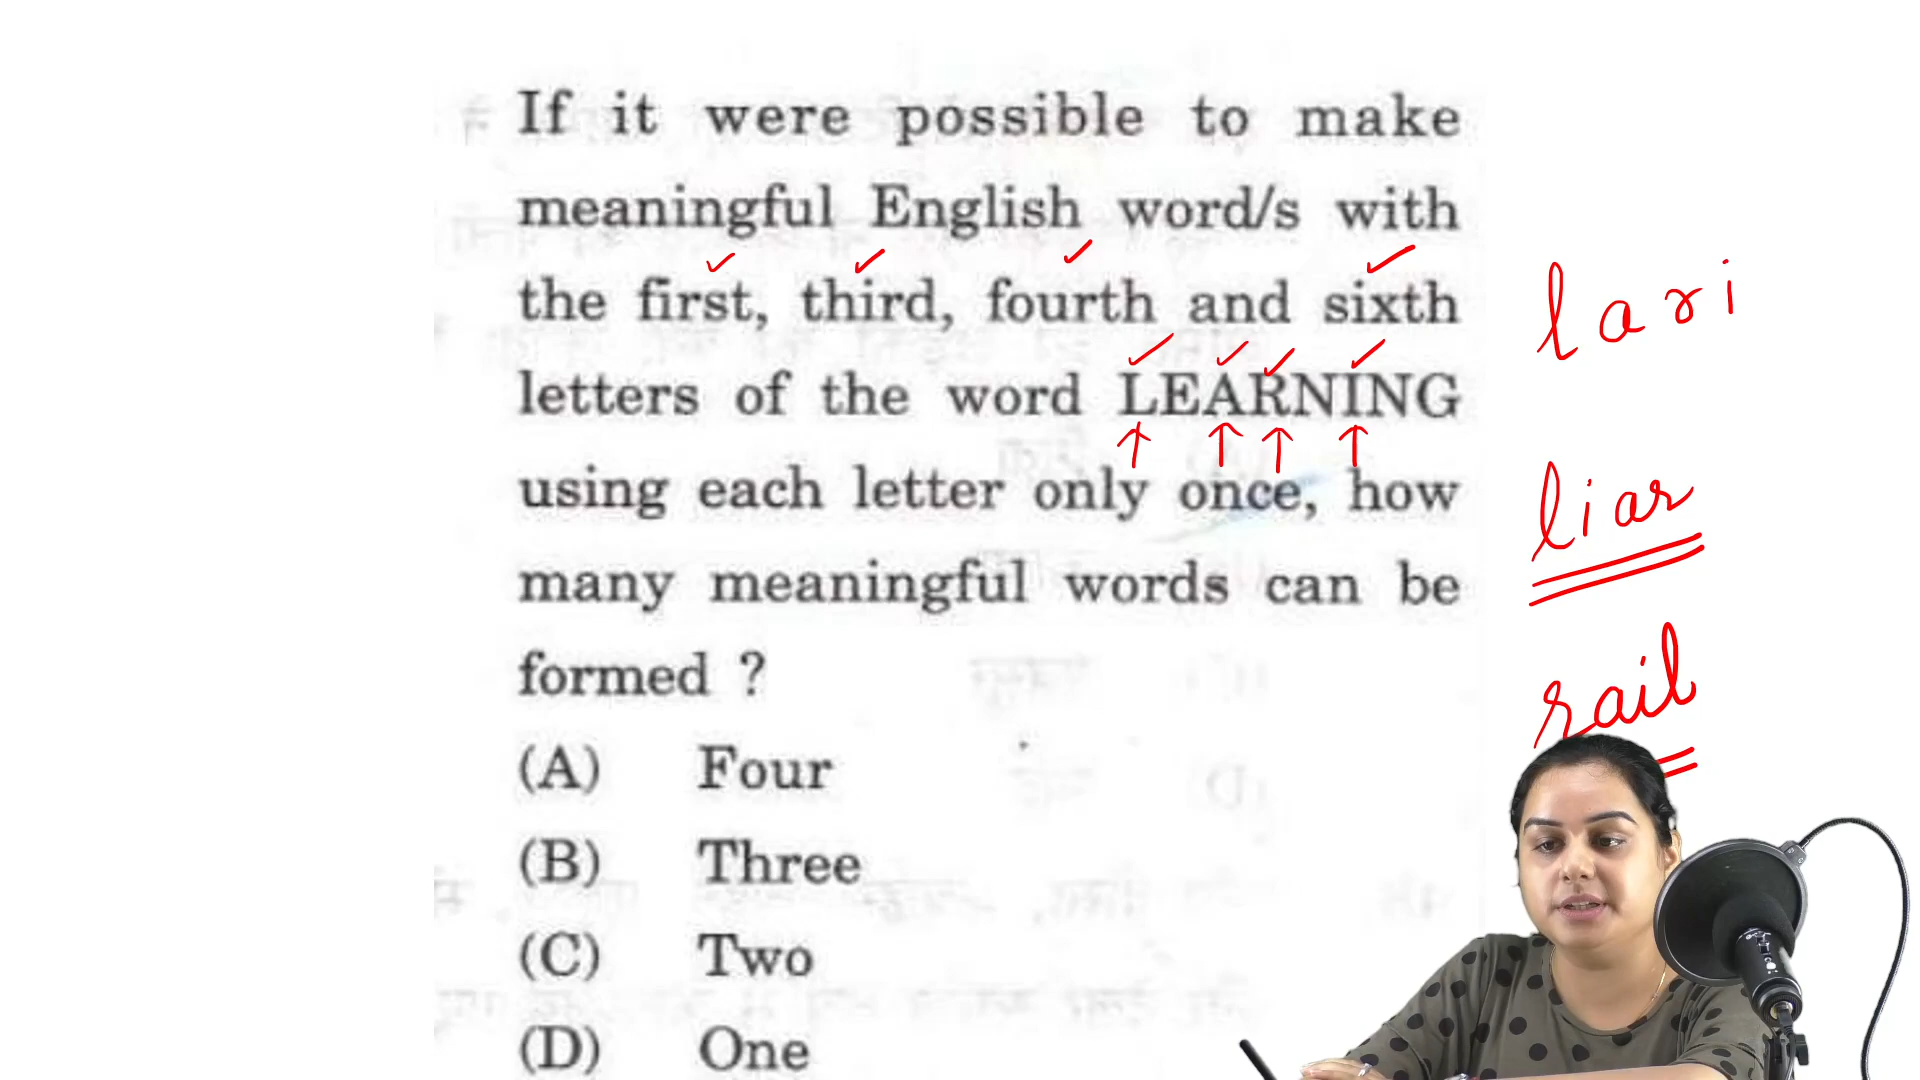 If it were possible to make
meaningful English word/s with
the first, third, fourth and sixth
letters of the word LEARNING
using each letter only once, how
many meaningful words can be
formed ?
(A) Four
(B) Three
(C) Two
(D) One
lari
liar
rail